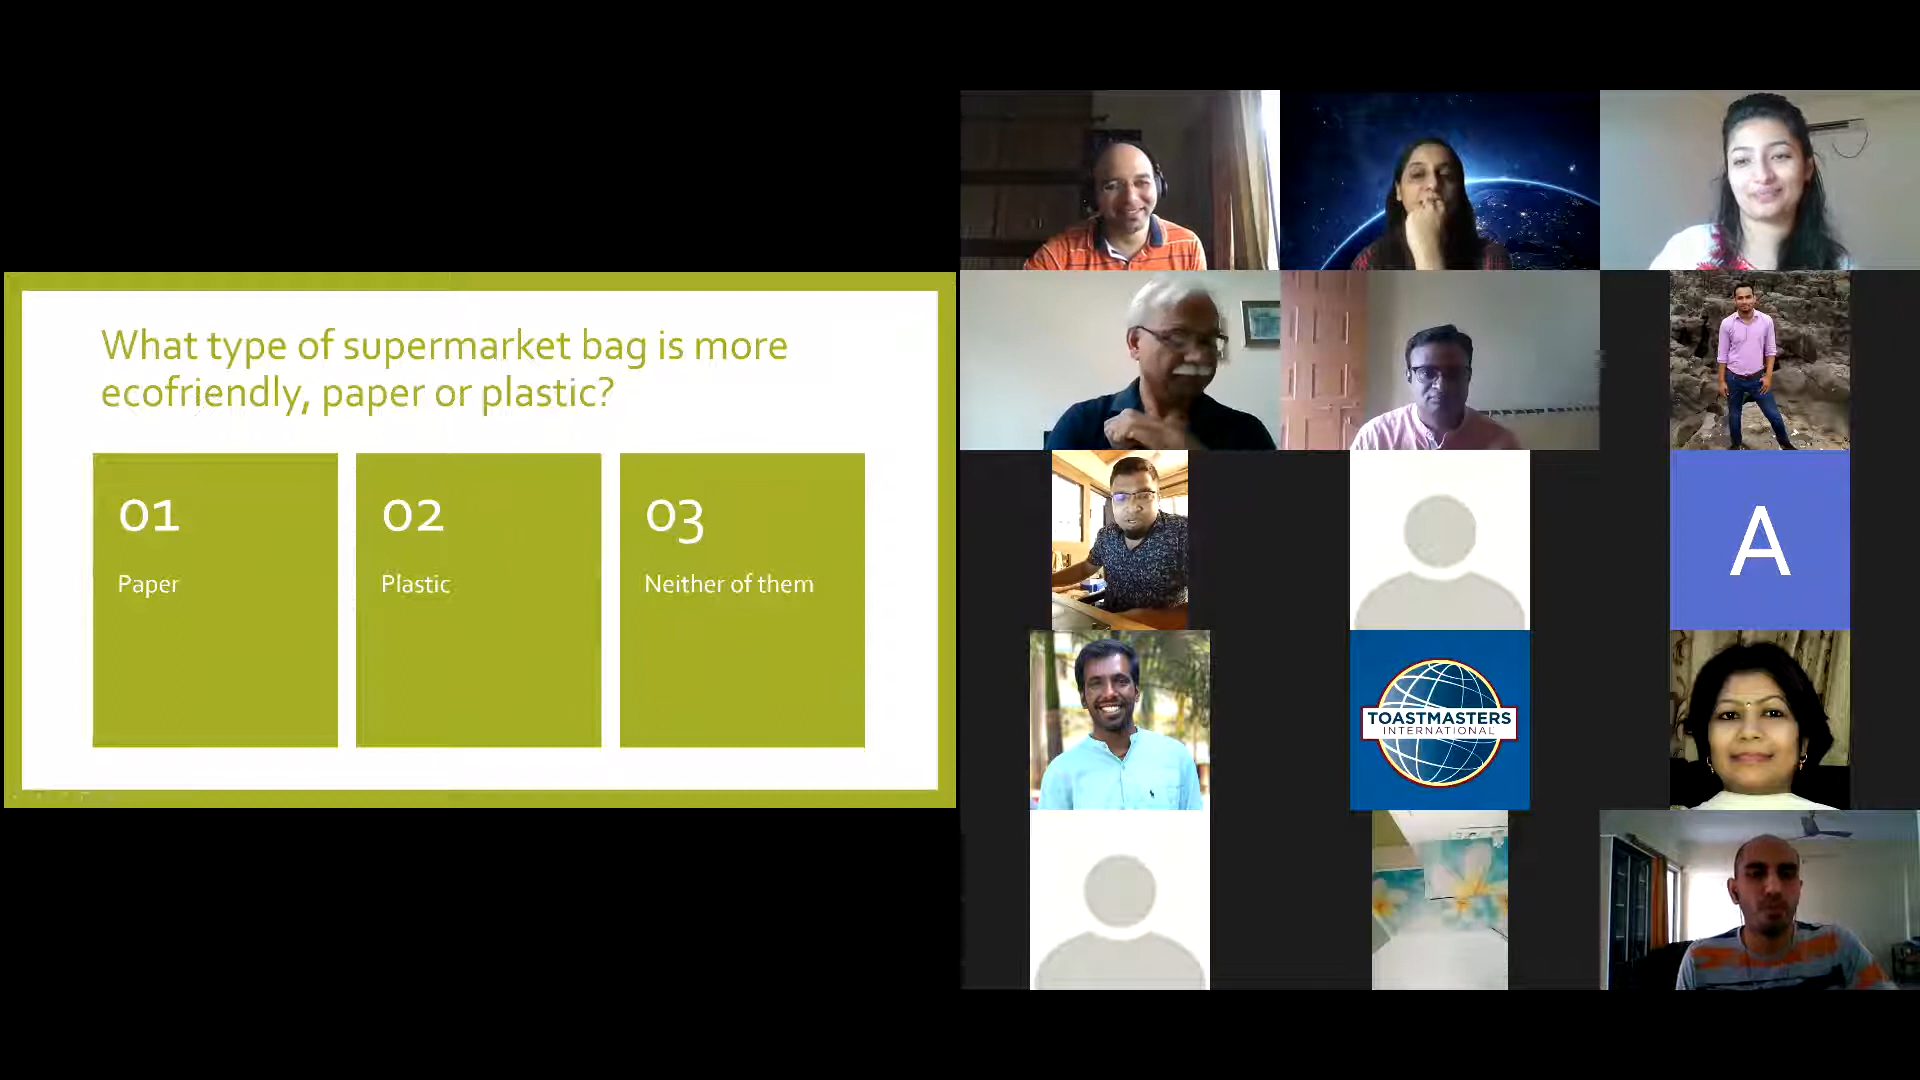 What type of supermarket bag is more
ecofriendly, paper or plastic?
01
Paper
02
Plastic
03
Neither of them
A
TOASTMASTERS
INTERNATIONAL